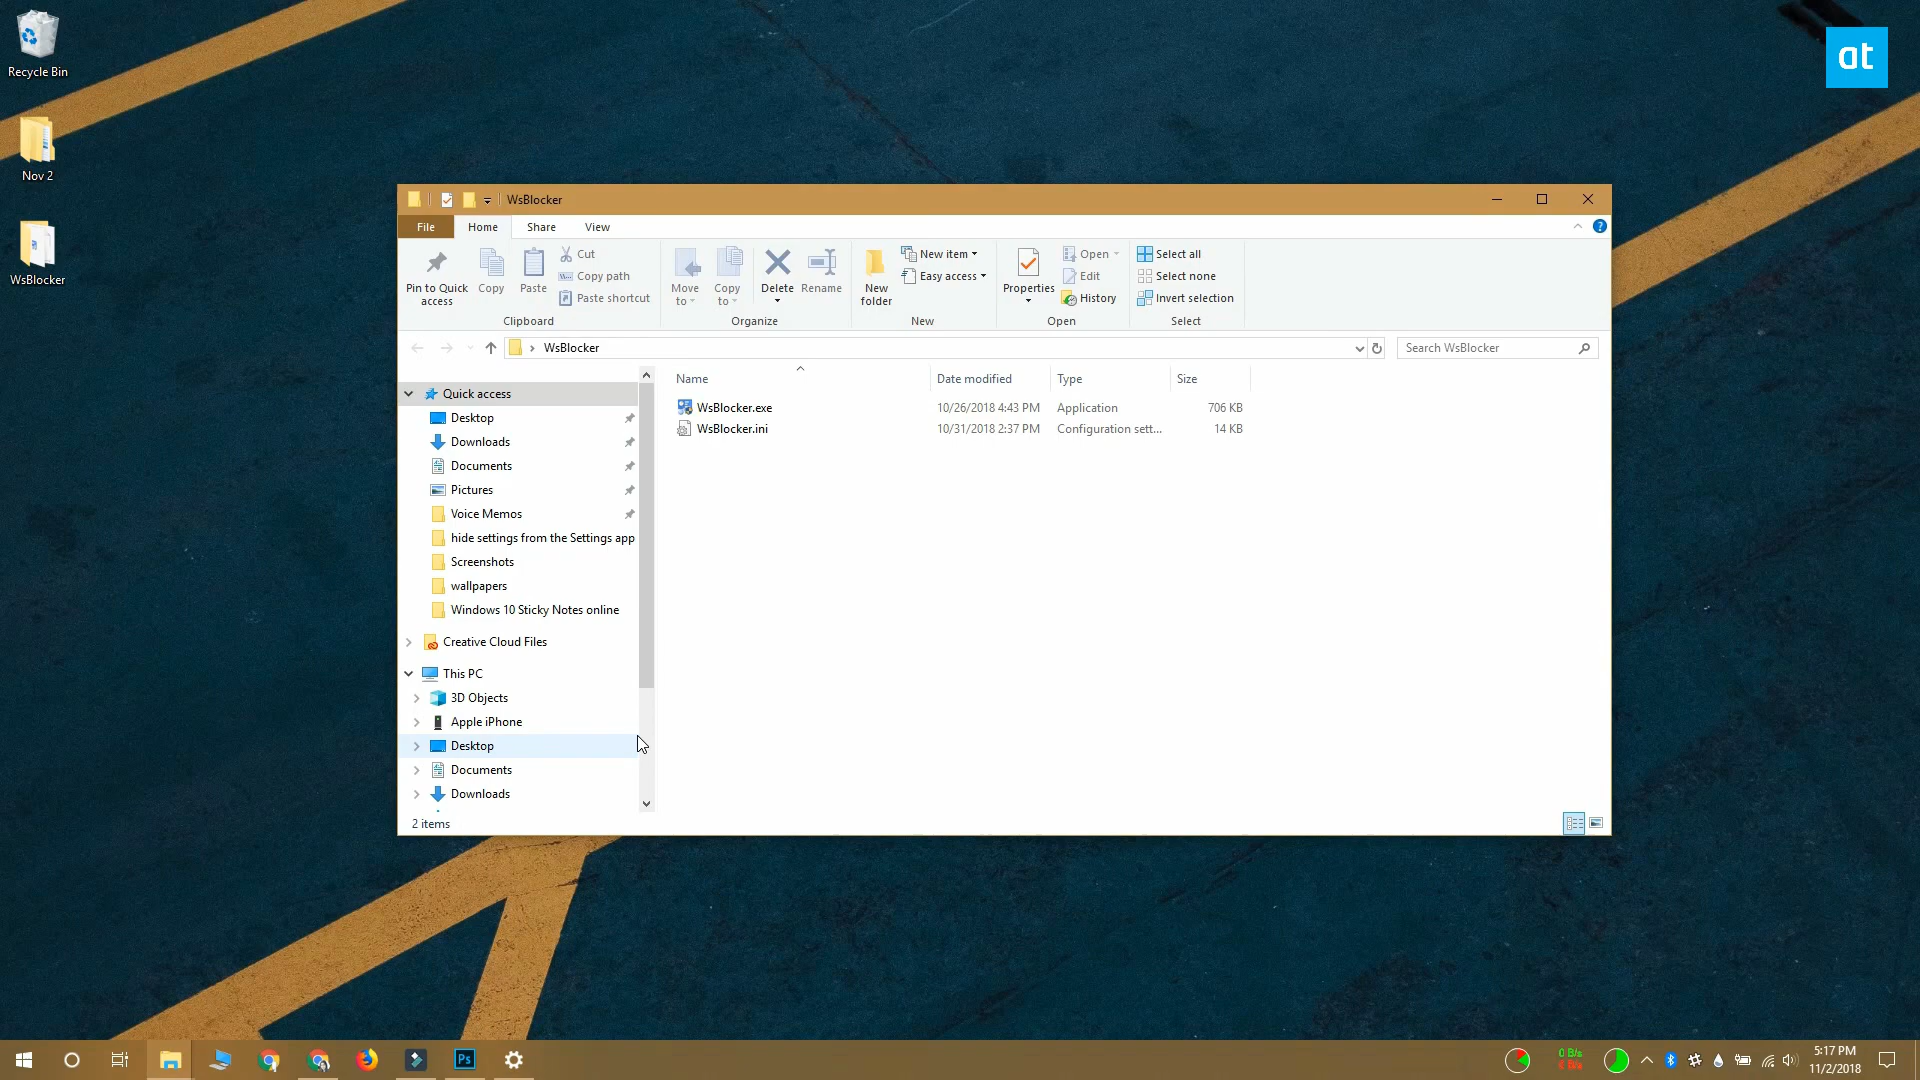 Recycle Bin
Nov 2
WsBlocker
at
WsBlocker
File
Home
Share
View
Pin to Quick
access
Copy
Paste
Cut
Copy path
Paste shortcut
Clipboard
Move
to
Copy
to
Delete
Rename
Organize
New
folder
New item
Easy access
New
Properties
Open
Edit
History
Open
Select all
Select none
Invert selection
Select
WsBlocker
Search WsBlocker
Name
Date modified
Type
Size
WsBlocker.exe
10/26/2018 4:43 PM
Application
706 KB
WsBlocker.ini
10/31/2018 2:37 PM
Configuration sett...
14 KB
Quick access
Desktop
Downloads
Documents
Pictures
Voice Memos
hide settings from the Settings app
Screenshots
wallpapers
Windows 10 Sticky Notes online
Creative Cloud Files
This PC
3D Objects
Apple iPhone
Desktop
Documents
Downloads
2 items
Ps
0 B/s
0 B/s
5:17 PM
11/2/2018